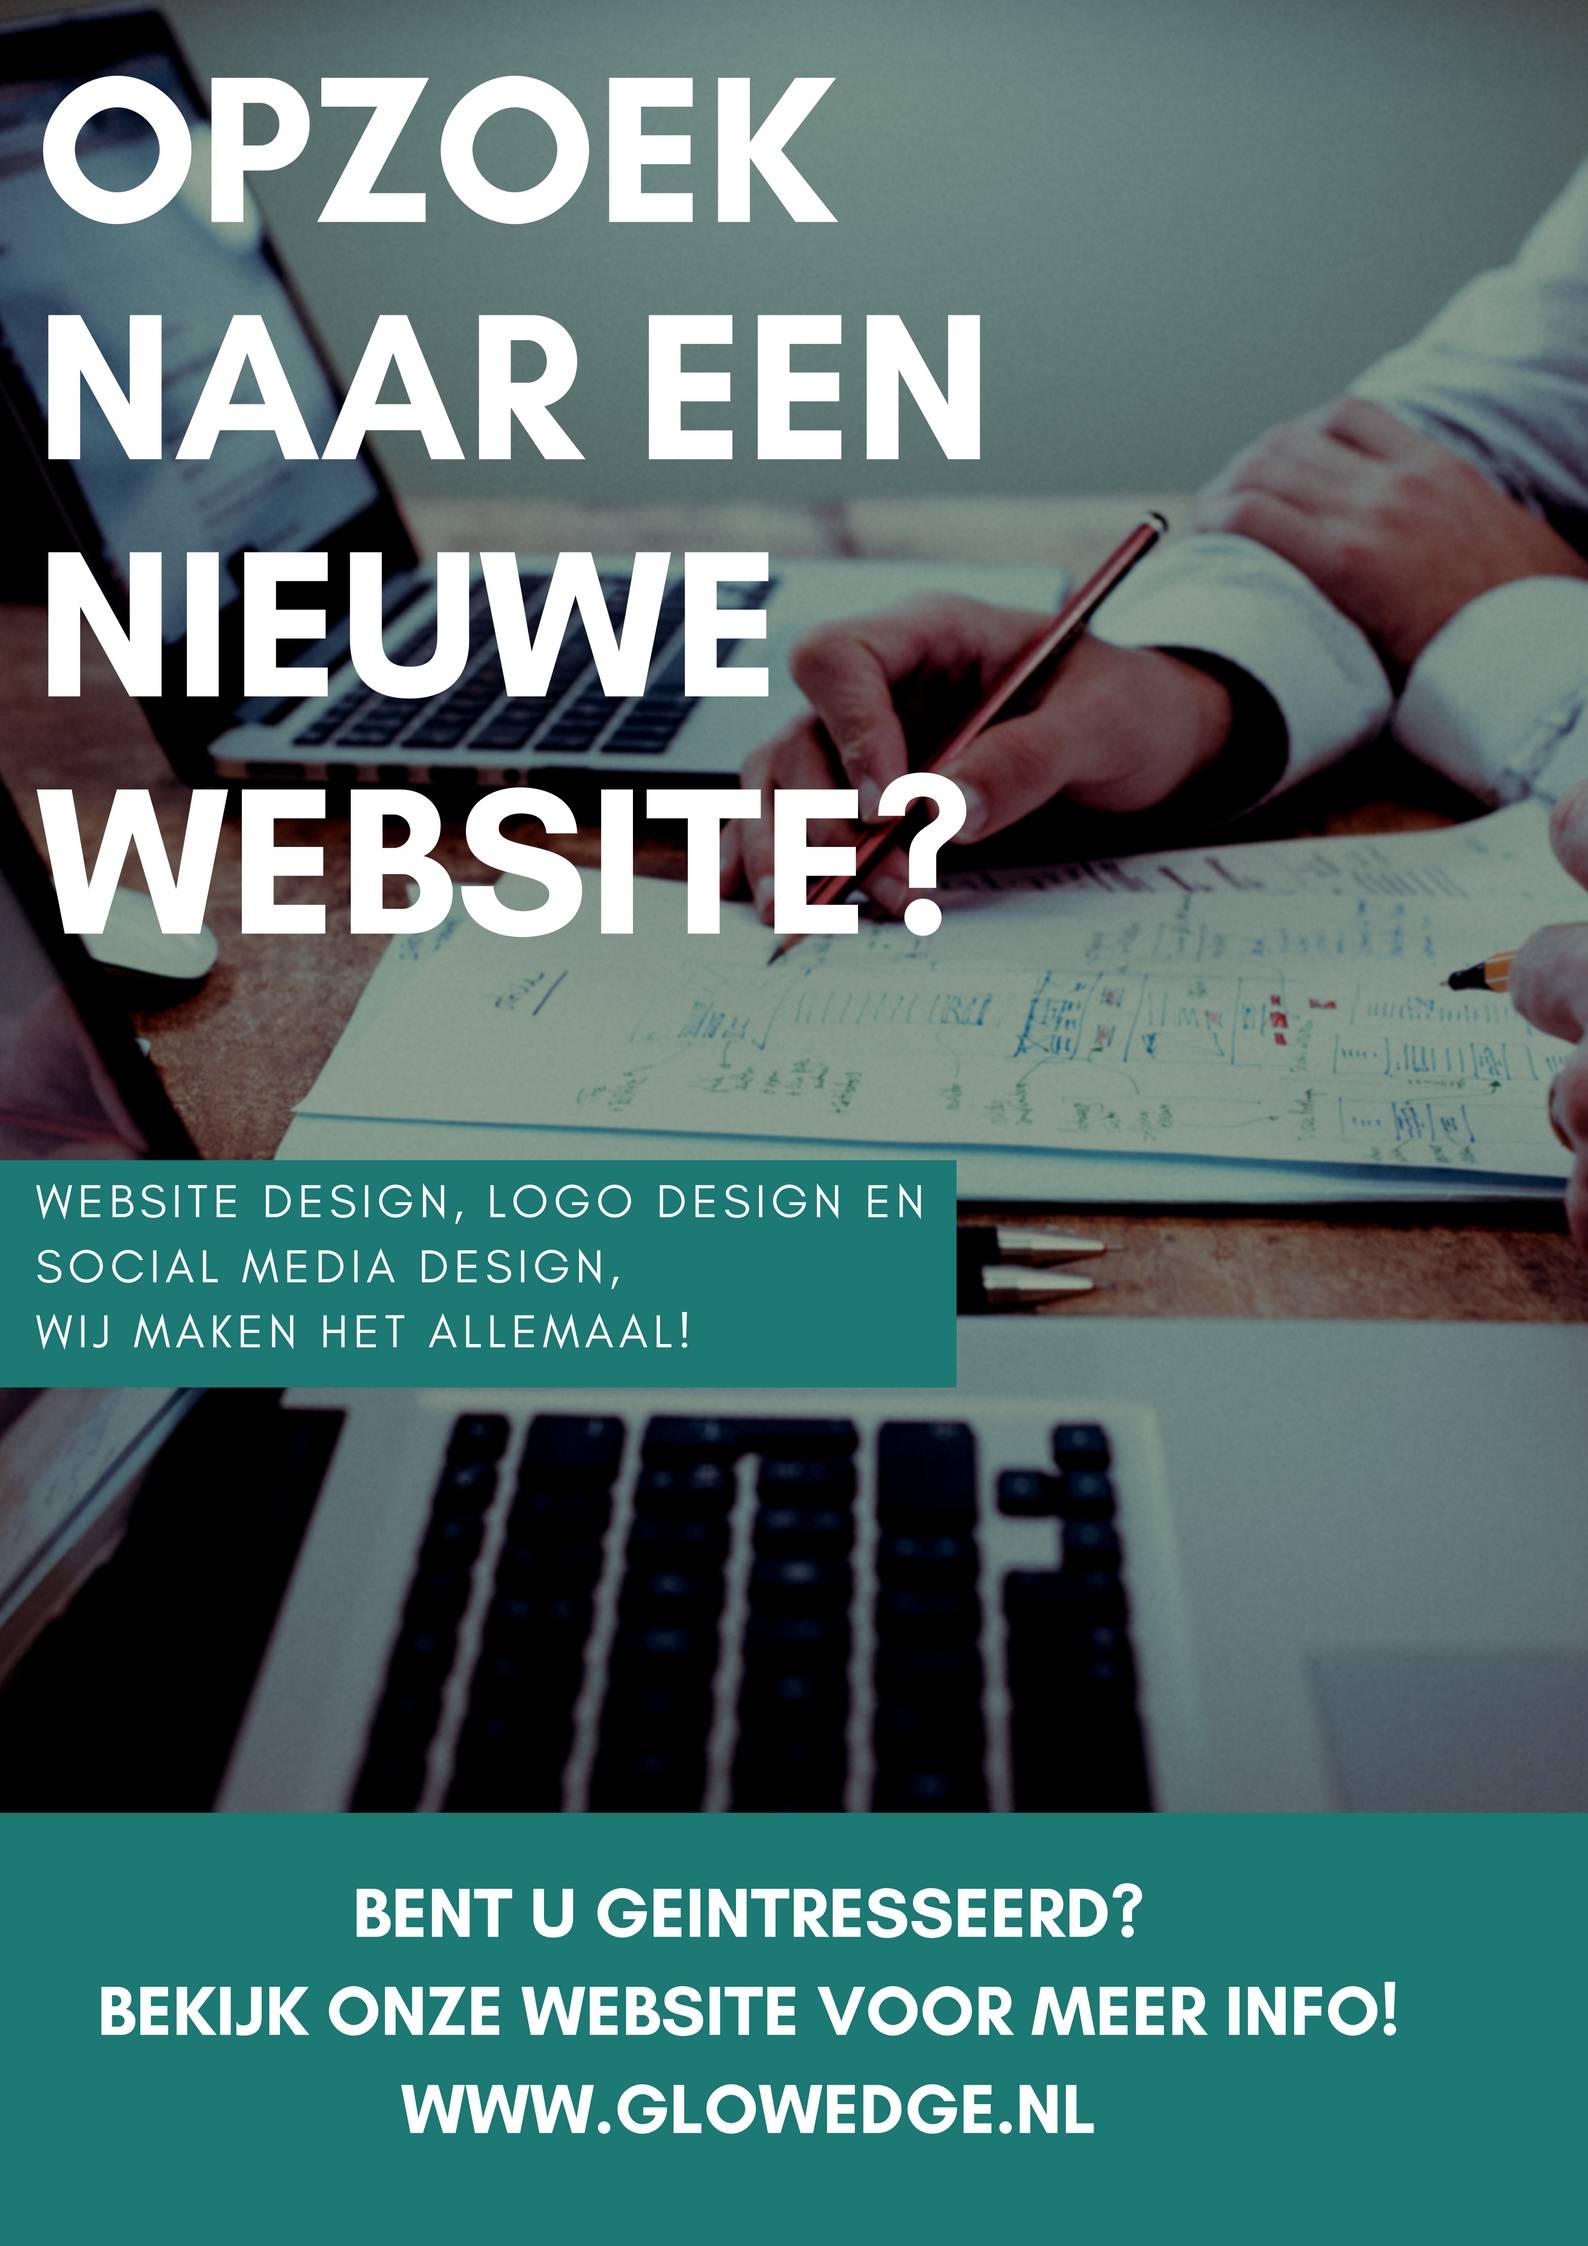 OPZOEK
NAAR EEN
NIEUWE
WEBSITE?
WEBSITE DESIGN, LOGO DESIGN EN
SOCIAL MEDIA DESIGN,
WIJ MAKEN HET ALLEMAAL!
BENT U GEINTRESSEERD?
BEKIJK ONZE WEBSITE VOOR MEER INFO!
WWW.GLOWEDGE.NL